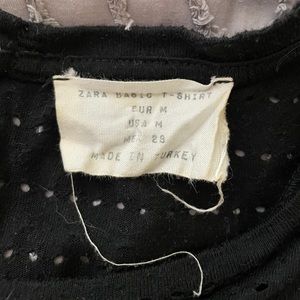 ZARA BASIC T-SHIRT
EUR M
USA M
MEX 28
MADE IN TURKEY